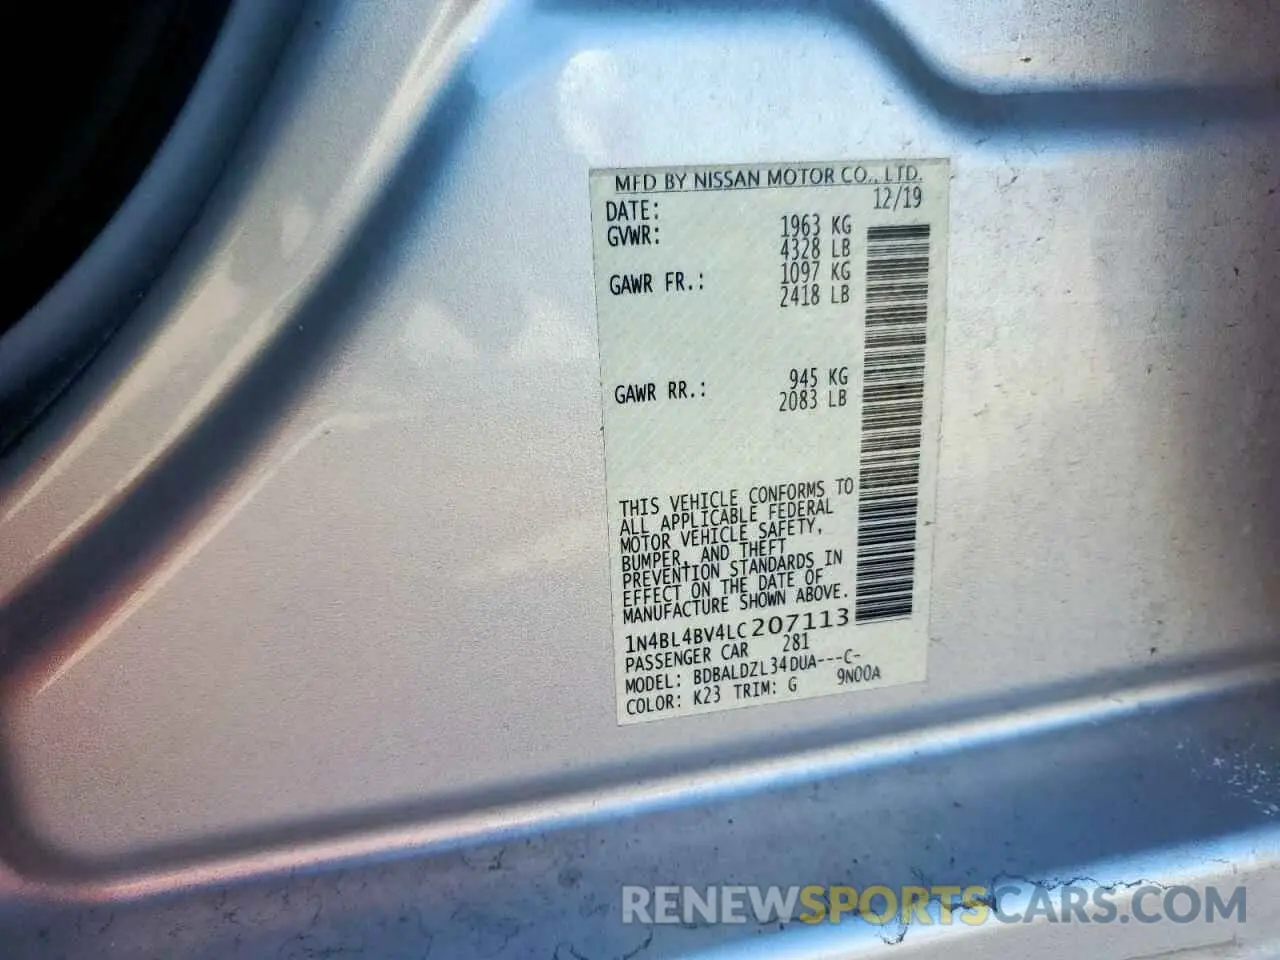 MFD BY NISSAN MOTOR CO., LTD.
DATE: 12/19
GVWR: 1963 KG
4328 LB
GAWR FR.: 1097 KG
2418 LB
GAWR RR.: 945 KG
2083 LB
THIS VEHICLE CONFORMS TO
ALL APPLICABLE FEDERAL
MOTOR VEHICLE SAFETY,
BUMPER, AND THEFT
PREVENTION STANDARDS IN
EFFECT ON THE DATE OF
MANUFACTURE SHOWN ABOVE.
1N4BL4BV4LC207113
PASSENGER CAR 281
MODEL: BDBALDZL34DUA---C-
COLOR: K23 TRIM: G 9N00A
RENEWSPORTSCARS.COM